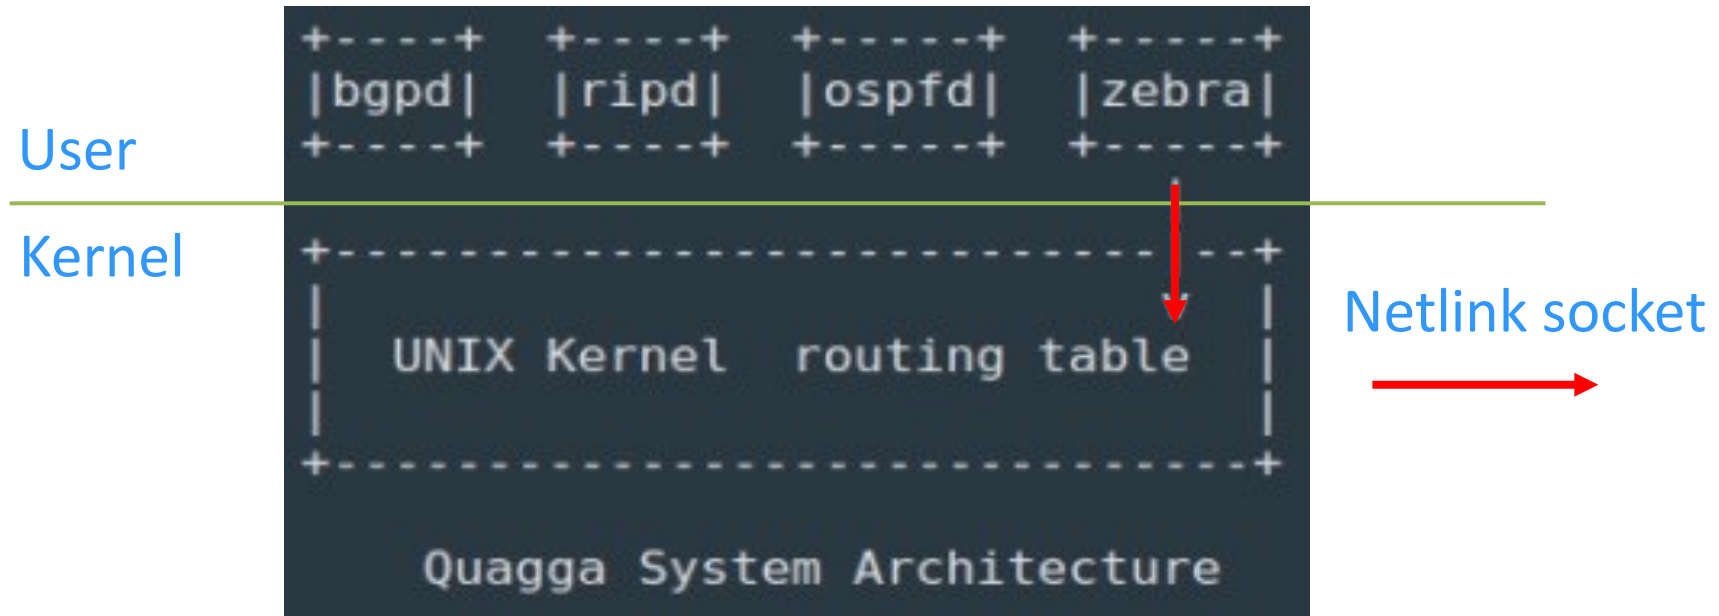 +----+  +----+  +-----+  +-----+
|bgpd|  |ripd|  |ospfd|  |zebra|
+----+  +----+  +-----+  +-----+
User
Kernel
+---------------------------|--+
|                           v  |
Netlink socket
|  UNIX Kernel  routing table  |
|                              |
+------------------------------+
Quagga System Architecture